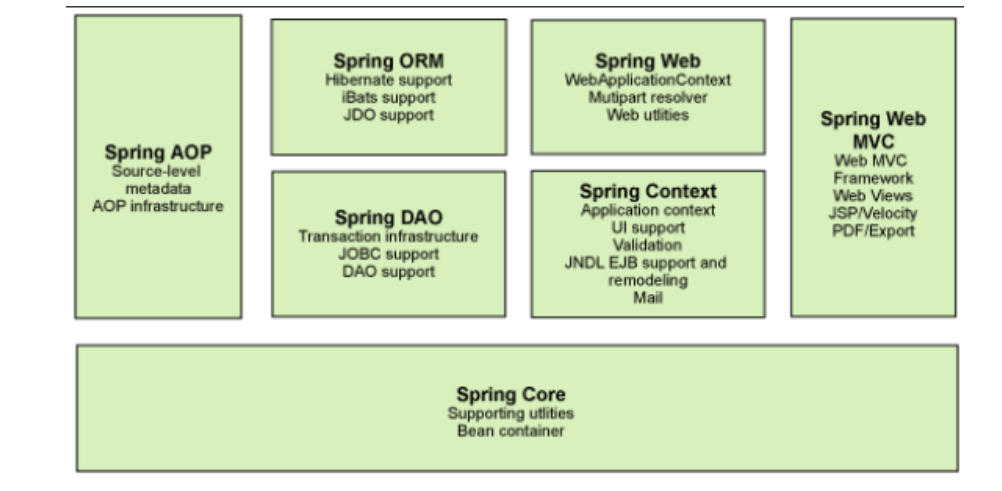 Spring AOP
Source-level
metadata
AOP infrastructure
Spring ORM
Hibernate support
iBats support
JDO support
Spring DAO
Transaction infrastructure
JOBC support
DAO support
Spring Web
WebApplicationContext
Mutipart resolver
Web utlities
Spring Context
Application context
UI support
Validation
JNDL EJB support and
remodeling
Mail
Spring Web
MVC
Web MVC
Framework
Web Views
JSP/Velocity
PDF/Export
Spring Core
Supporting utlities
Bean container